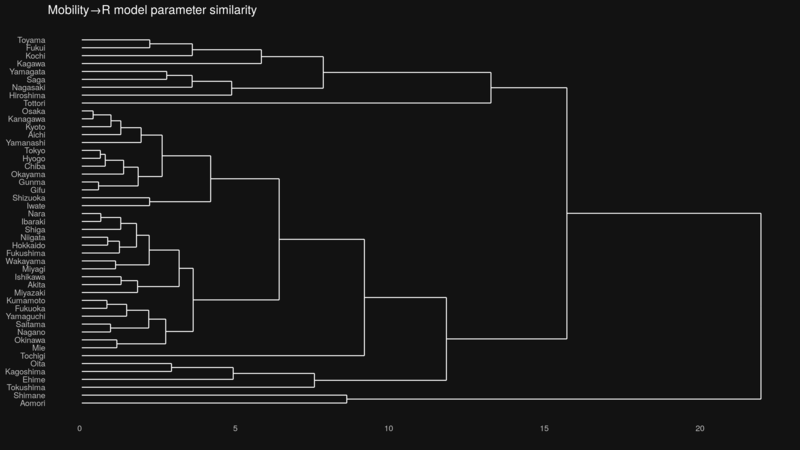 Mobility→R model parameter similarity
Toyama
Fukui
Kochi
Kagawa
Yamagata
Saga
Nagasaki
Hiroshima
Tottori
Osaka
Kanagawa
Kyoto
Aichi
Yamanashi
Tokyo
Hyogo
Chiba
Okayama
Gunma
Gifu
Shizuoka
Iwate
Nara
Ibaraki
Shiga
Niigata
Hokkaido
Fukushima
Wakayama
Miyagi
Ishikawa
Akita
Miyazaki
Kumamoto
Fukuoka
Yamaguchi
Saitama
Nagano
Okinawa
Mie
Tochigi
Oita
Kagoshima
Ehime
Tokushima
Shimane
Aomori
0 5 10 15 20